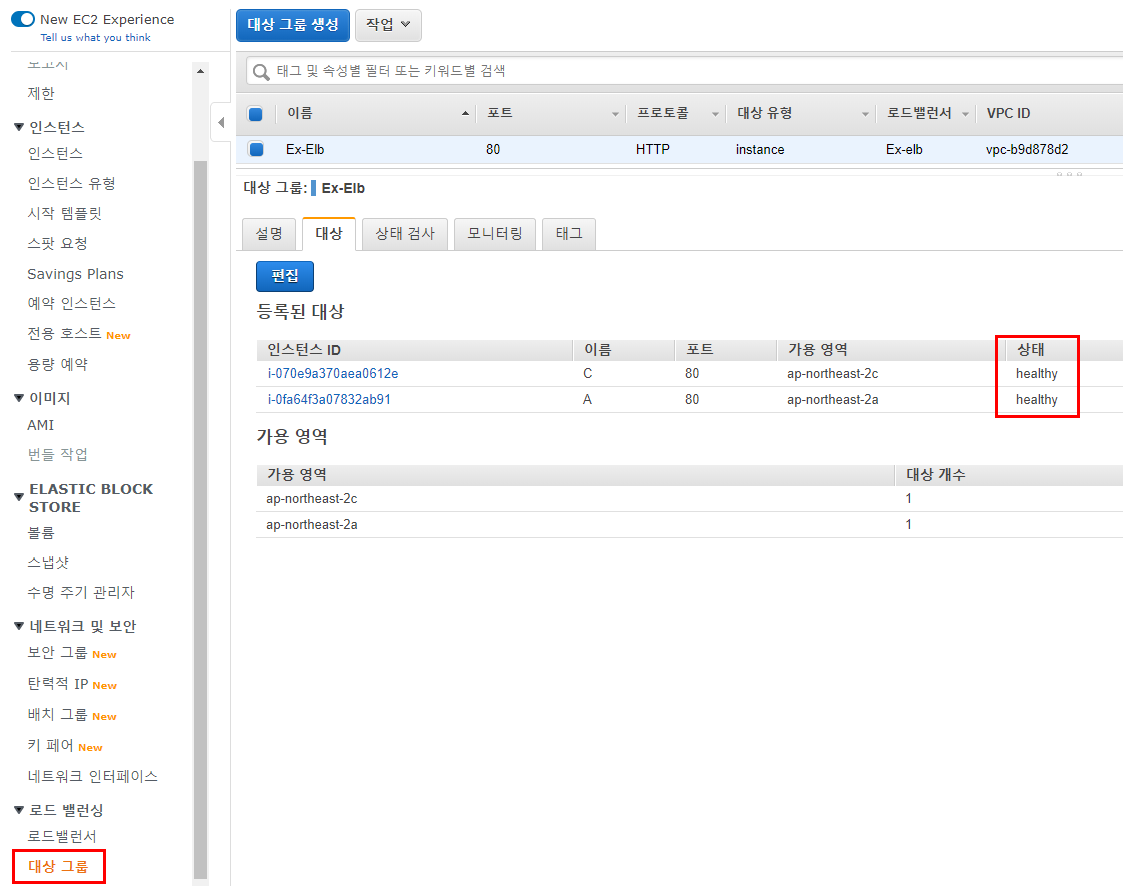 New EC2 Experience
Tell us what you think
보고서
제한
인스턴스
인스턴스
인스턴스 유형
시작 템플릿
스팟 요청
Savings Plans
예약 인스턴스
전용 호스트 New
용량 예약
이미지
AMI
번들 작업
ELASTIC BLOCK
STORE
볼륨
스냅샷
수명 주기 관리자
네트워크 및 보안
보안 그룹 New
탄력적 IP New
배치 그룹 New
키 페어 New
네트워크 인터페이스
로드 밸런싱
로드밸런서
대상 그룹
대상 그룹 생성 작업
태그 및 속성별 필터 또는 키워드별 검색
이름 포트 프로토콜 대상 유형 로드밸런서 VPC ID
Ex-Elb 80 HTTP instance Ex-elb vpc-b9d878d2
대상 그룹: Ex-Elb
설명 대상 상태 검사 모니터링 태그
편집
등록된 대상
인스턴스 ID 이름 포트 가용 영역 상태
i-070e9a370aea0612e C 80 ap-northeast-2c healthy
i-0fa64f3a07832ab91 A 80 ap-northeast-2a healthy
가용 영역
가용 영역 대상 개수
ap-northeast-2c 1
ap-northeast-2a 1